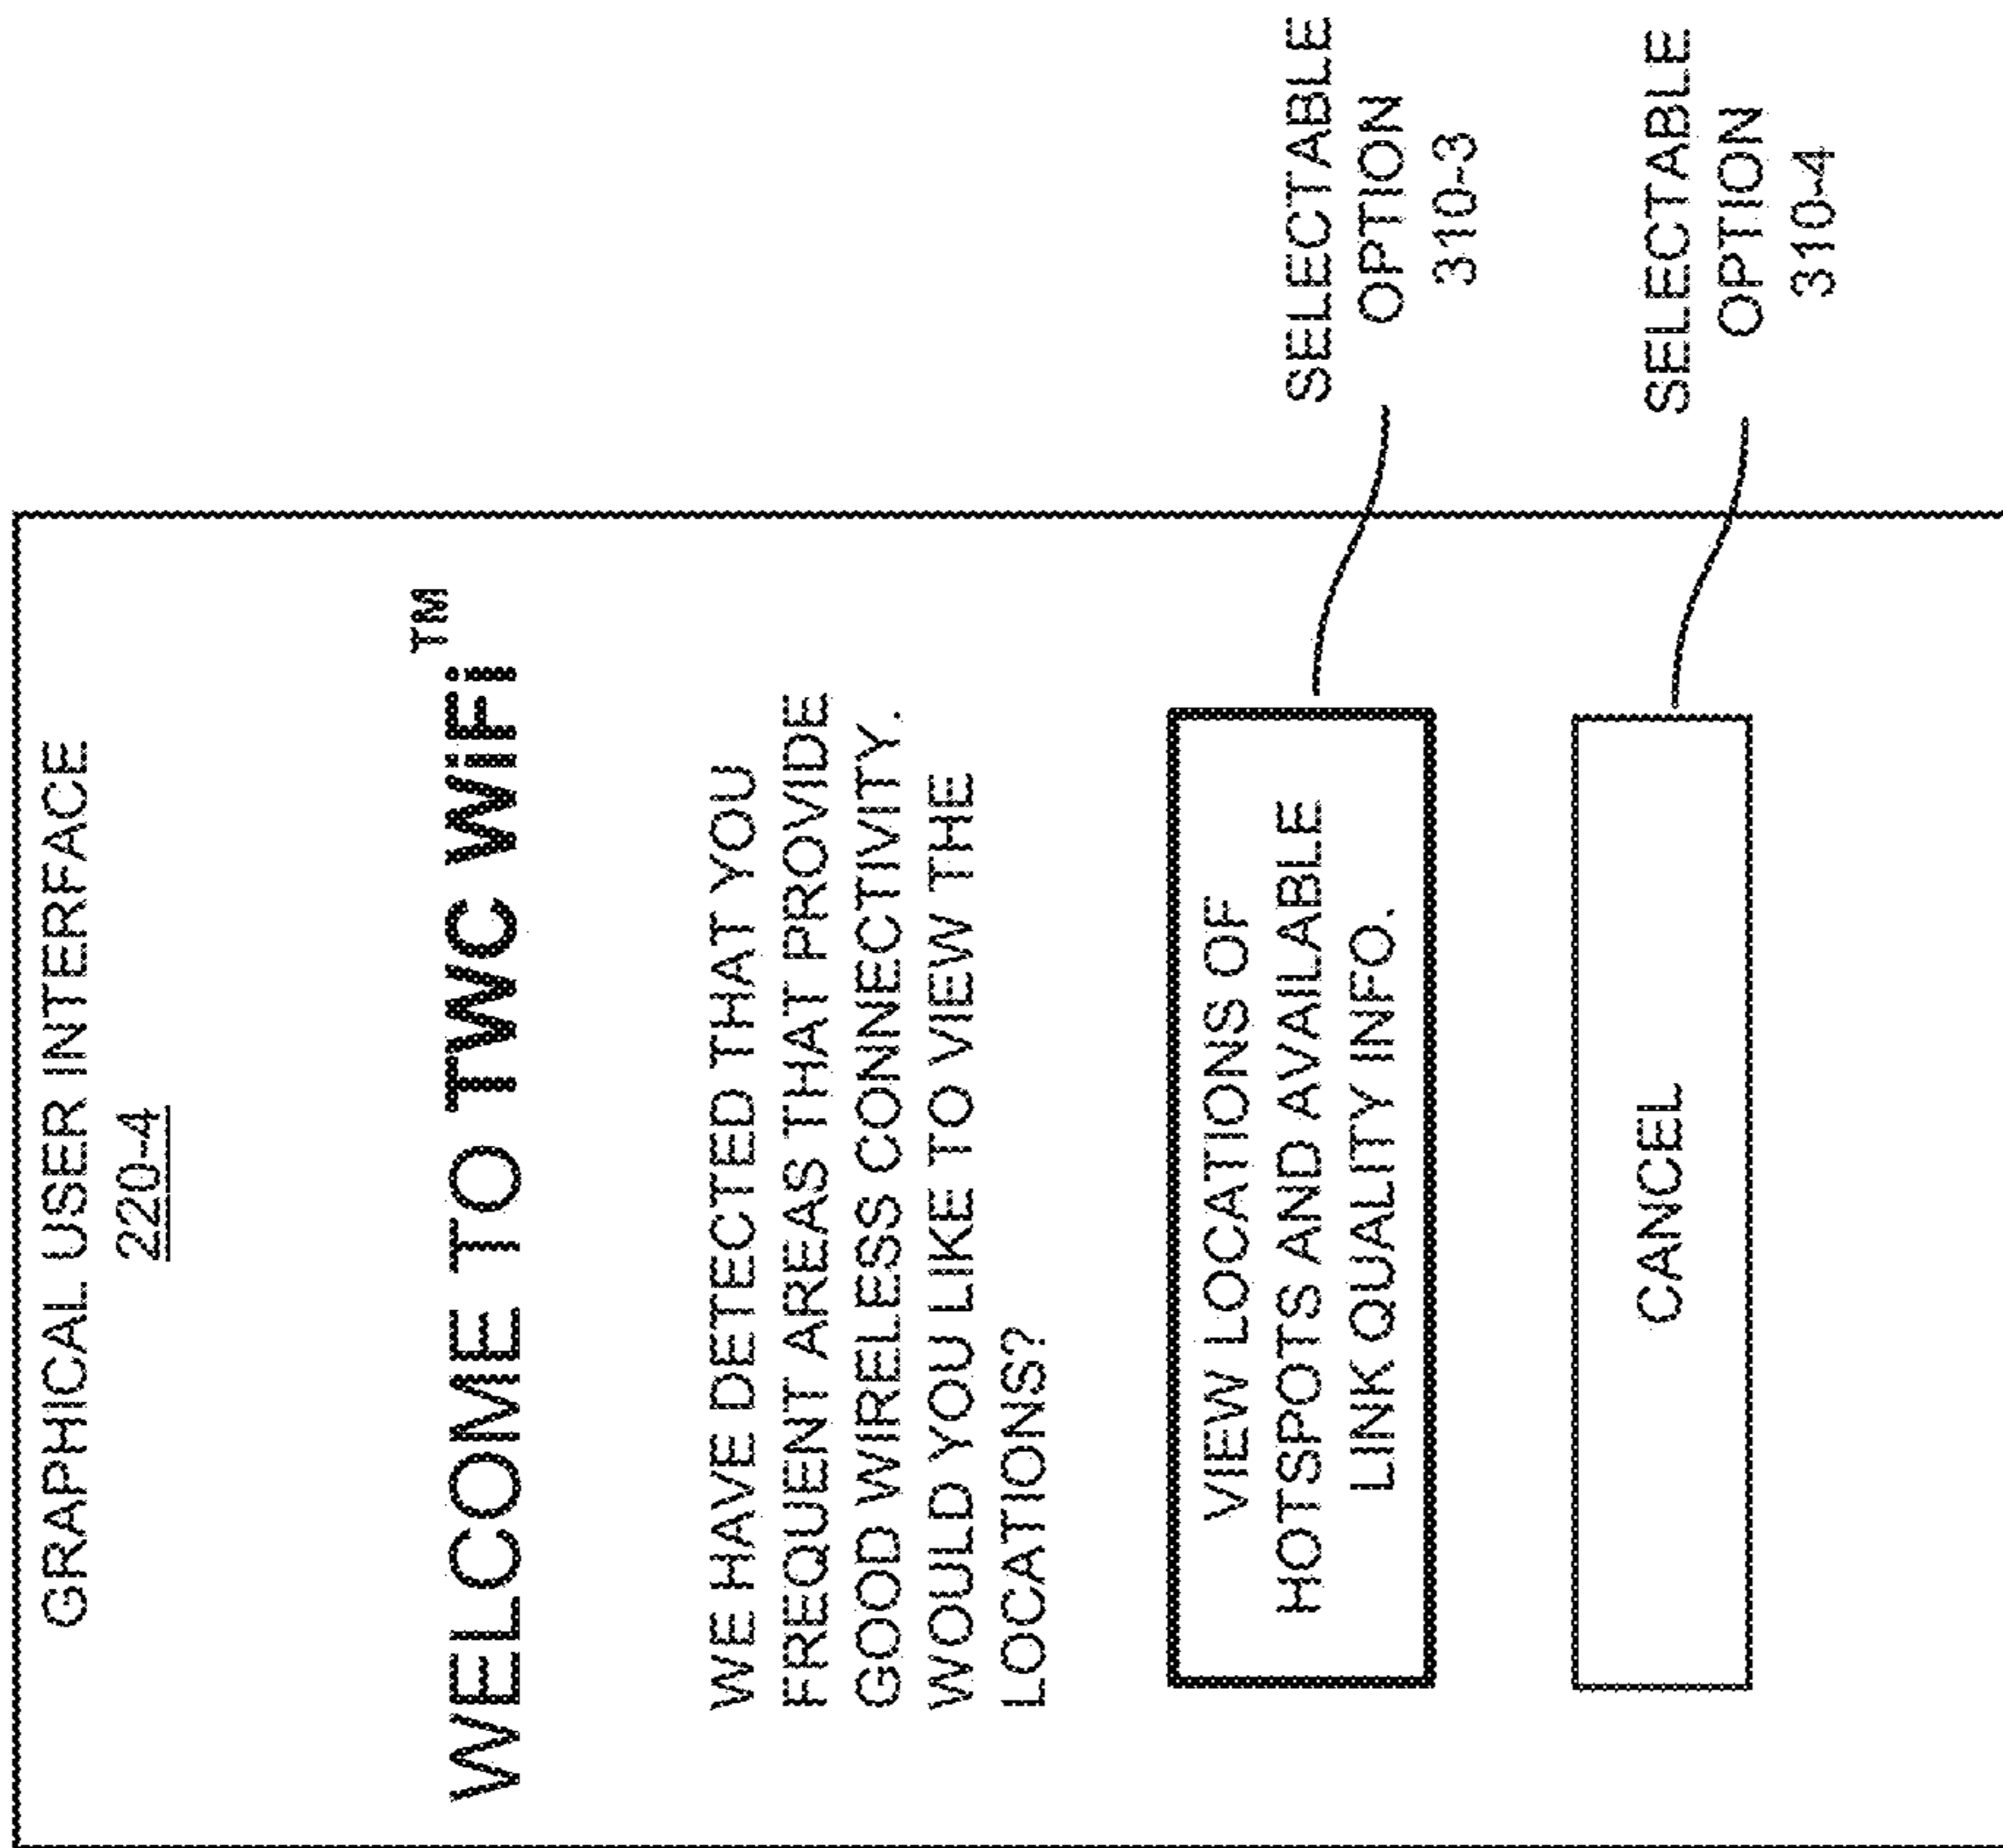 GRAPHICAL USER INTERFACE
220-4
WELCOME TO TWC WiFi™
WE HAVE DETECTED THAT YOU
FREQUENT AREAS THAT PROVIDE
GOOD WIRELESS CONNECTIVITY.
WOULD YOU LIKE TO VIEW THE
LOCATIONS?
VIEW LOCATIONS OF
HOTSPOTS AND AVAILABLE
LINK QUALITY INFO.
SELECTABLE
OPTION
310-3
CANCEL
SELECTABLE
OPTION
310-4